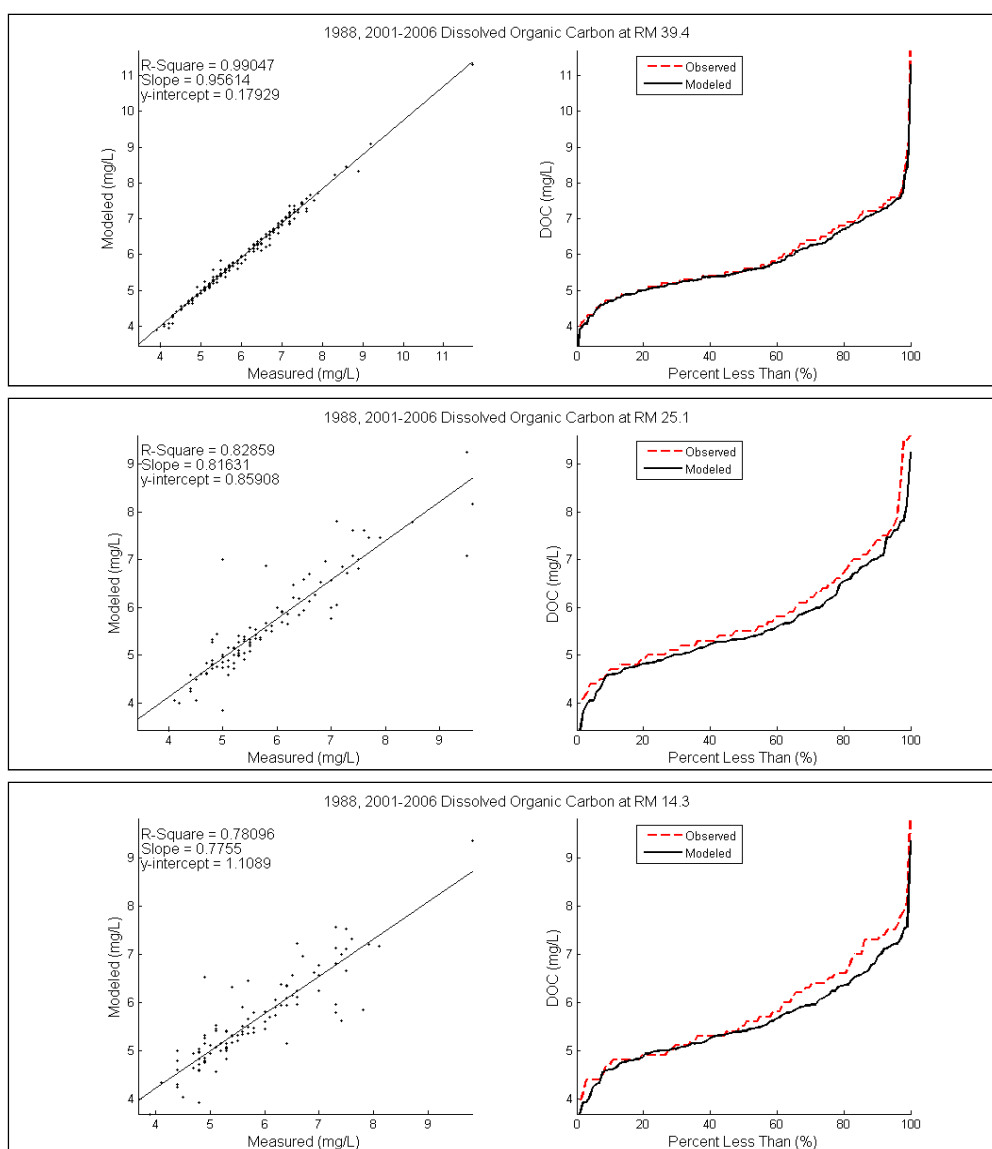 1988, 2001-2006 Dissolved Organic Carbon at RM 39.4
R-Square = 0.99047
Slope = 0.95614
y-intercept = 0.17929
Modeled (mg/L)
11
10
9
8
7
6
5
4
4 5 6 7 8 9 10 11
Measured (mg/L)
Observed
Modeled
DOC (mg/L)
11
10
9
8
7
6
5
4
0 20 40 60 80 100
Percent Less Than (%)
1988, 2001-2006 Dissolved Organic Carbon at RM 25.1
R-Square = 0.82859
Slope = 0.81631
y-intercept = 0.85908
Modeled (mg/L)
9
8
7
6
5
4
4 5 6 7 8 9
Measured (mg/L)
Observed
Modeled
DOC (mg/L)
9
8
7
6
5
4
0 20 40 60 80 100
Percent Less Than (%)
1988, 2001-2006 Dissolved Organic Carbon at RM 14.3
R-Square = 0.78096
Slope = 0.7755
y-intercept = 1.1089
Modeled (mg/L)
9
8
7
6
5
4
4 5 6 7 8 9
Measured (mg/L)
Observed
Modeled
DOC (mg/L)
9
8
7
6
5
4
0 20 40 60 80 100
Percent Less Than (%)